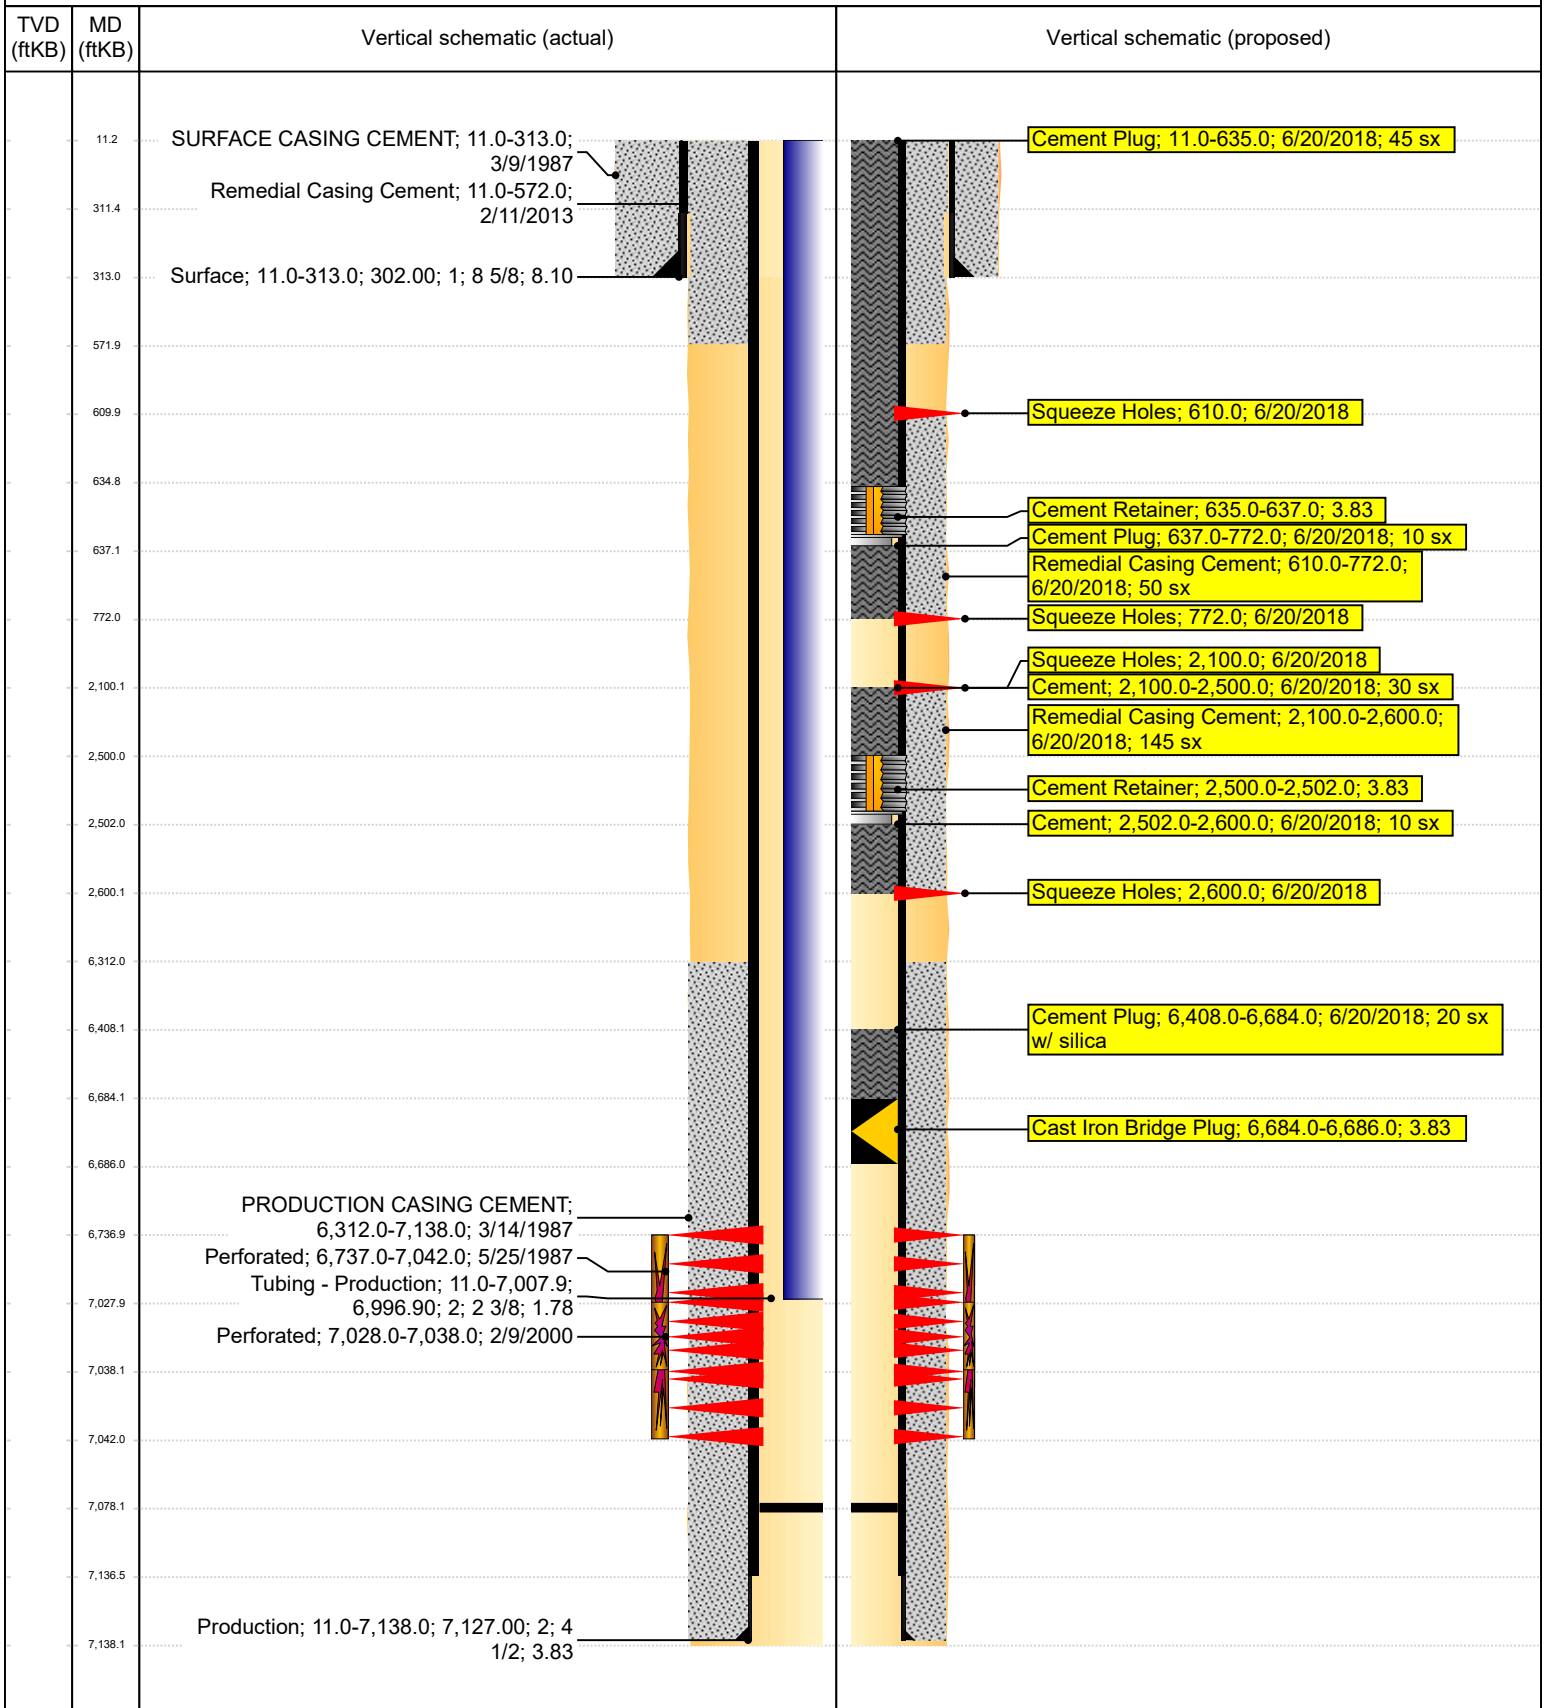 TVD
(ftKB)
MD
(ftKB)
Vertical schematic (actual)
Vertical schematic (proposed)
11.2
311.4
313.0
571.9
609.9
634.8
637.1
772.0
2,100.1
2,500.0
2,502.0
2,600.1
6,312.0
6,408.1
6,684.1
6,686.0
6,736.9
7,027.9
7,038.1
7,042.0
7,078.1
7,136.5
7,138.1
SURFACE CASING CEMENT; 11.0-313.0;
3/9/1987
Remedial Casing Cement; 11.0-572.0;
2/11/2013
Surface; 11.0-313.0; 302.00; 1; 8 5/8; 8.10
PRODUCTION CASING CEMENT;
6,312.0-7,138.0; 3/14/1987
Perforated; 6,737.0-7,042.0; 5/25/1987
Tubing - Production; 11.0-7,007.9;
6,996.90; 2; 2 3/8; 1.78
Perforated; 7,028.0-7,038.0; 2/9/2000
Production; 11.0-7,138.0; 7,127.00; 2; 4
1/2; 3.83
Cement Plug; 11.0-635.0; 6/20/2018; 45 sx
Squeeze Holes; 610.0; 6/20/2018
Cement Retainer; 635.0-637.0; 3.83
Cement Plug; 637.0-772.0; 6/20/2018; 10 sx
Remedial Casing Cement; 610.0-772.0;
6/20/2018; 50 sx
Squeeze Holes; 772.0; 6/20/2018
Squeeze Holes; 2,100.0; 6/20/2018
Cement; 2,100.0-2,500.0; 6/20/2018; 30 sx
Remedial Casing Cement; 2,100.0-2,600.0;
6/20/2018; 145 sx
Cement Retainer; 2,500.0-2,502.0; 3.83
Cement; 2,502.0-2,600.0; 6/20/2018; 10 sx
Squeeze Holes; 2,600.0; 6/20/2018
Cement Plug; 6,408.0-6,684.0; 6/20/2018; 20 sx
w/ silica
Cast Iron Bridge Plug; 6,684.0-6,686.0; 3.83